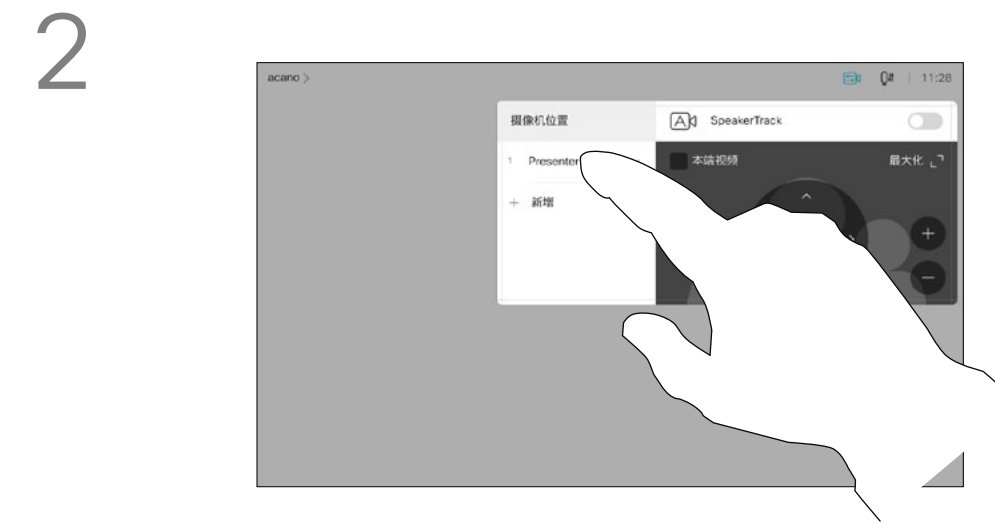 2
acano >
11:28
摄像机位置
A SpeakerTrack
1 Presenter
本端视频
最大化
+ 新增